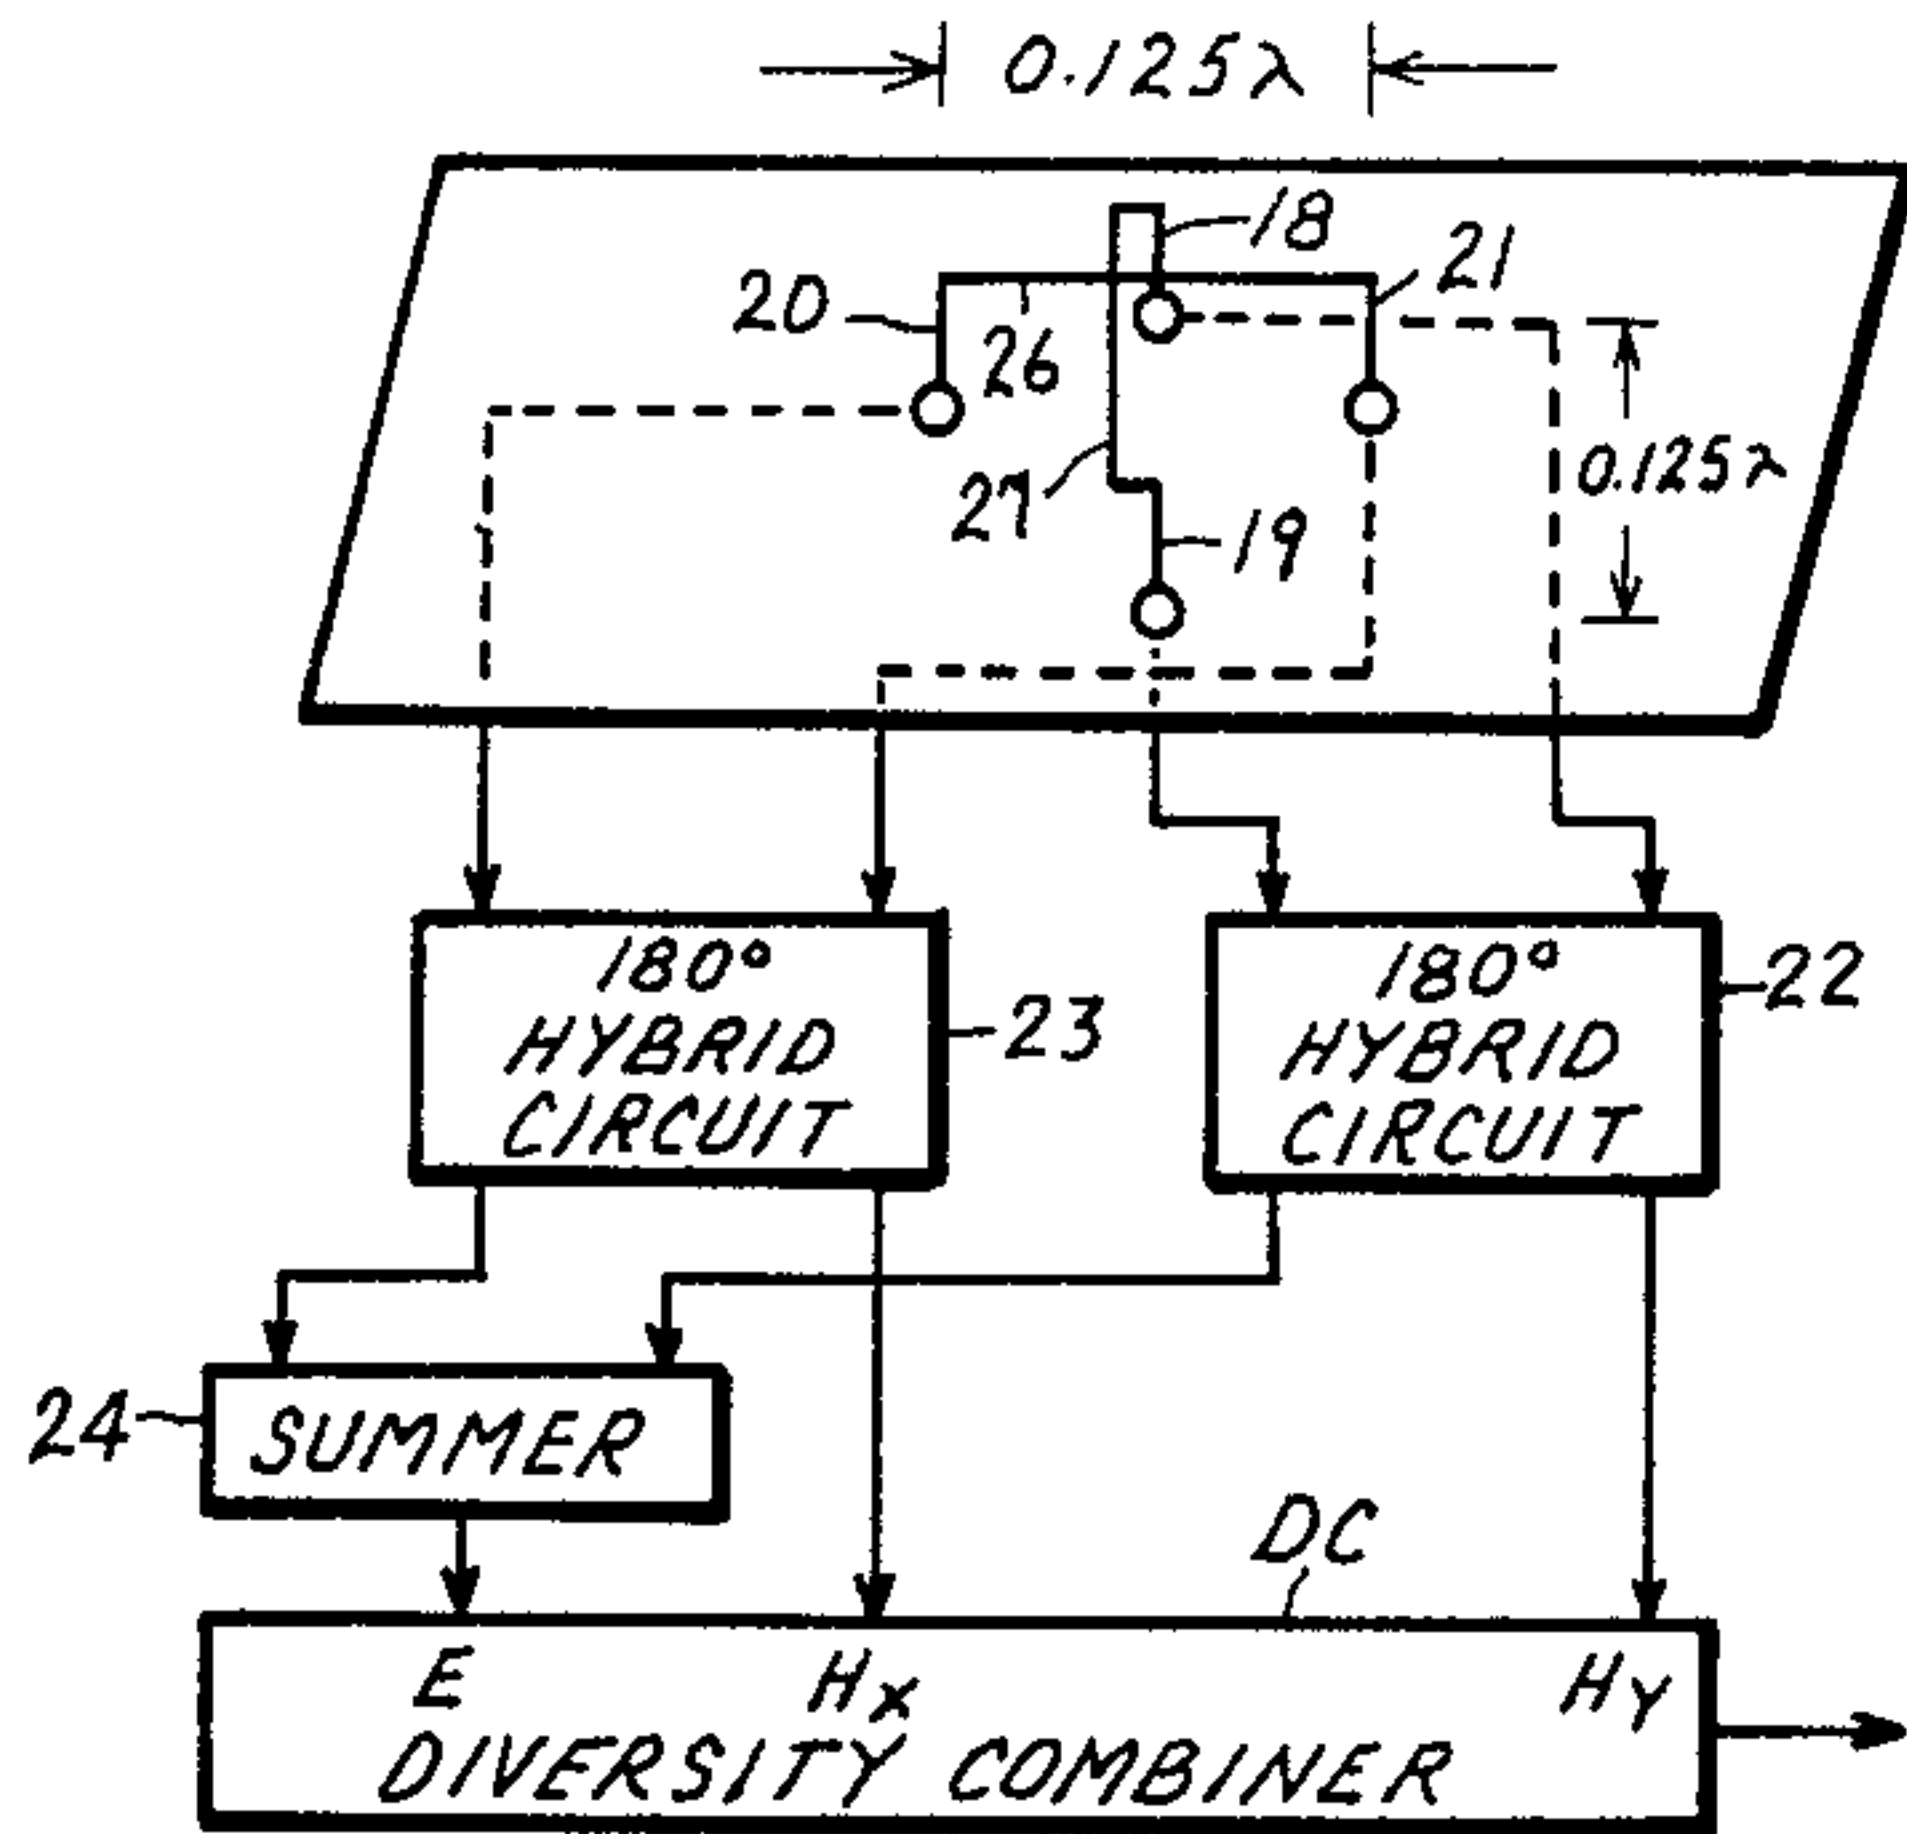 0.125λ
18
21
20
26
0.125λ
27
19
180°
HYBRID
CIRCUIT
23
180°
HYBRID
CIRCUIT
22
24
SUMMER
DC
E
HX
HY
DIVERSITY COMBINER